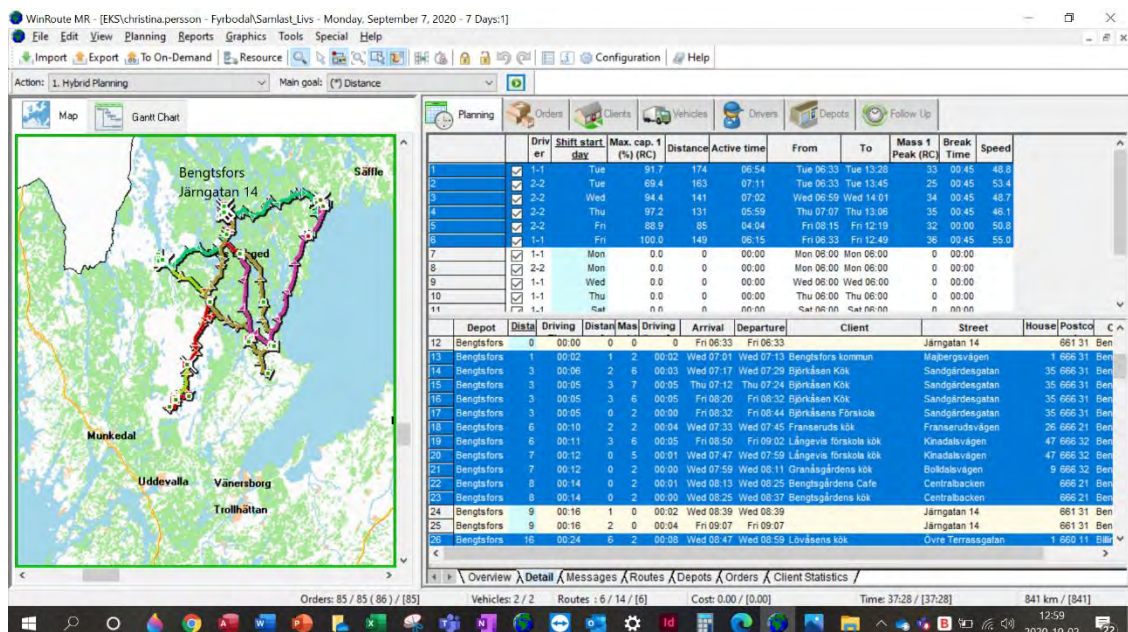 WinRoute MR - [EKS\christina.persson - Fyrbodal\Samlast_Livs - Monday, September 7, 2020 - 7 Days:1]
File Edit View Planning Reports Graphics Tools Special Help
Import Export To On-Demand Resource Configuration Help
Action: 1. Hybrid Planning Main goal: (*) Distance
Map Gantt Chart
Planning Orders Clients Vehicles Drivers Depots Follow Up
Bengtsfors
Järngatan 14
Säffle
Munkedal
Uddevalla Vänersborg
Trollhättan
Driver Shift start day Max. cap. 1 (%) (RC) Distance Active time From To Mass 1 Peak (RC) Break Time Speed
1 1-1 Tue 91.7 174 06:54 Tue 06:33 Tue 13:28 33 00:45 48.8
2 2-2 Tue 69.4 163 07:11 Tue 06:33 Tue 13:45 25 00:45 53.4
3 2-2 Wed 94.4 141 07:02 Wed 06:59 Wed 14:01 34 00:45 48.7
4 2-2 Thu 97.2 131 05:59 Thu 07:07 Thu 13:06 35 00:45 46.1
5 2-2 Fri 88.9 85 04:04 Fri 08:15 Fri 12:19 32 00:00 50.8
6 1-1 Fri 100.0 149 06:15 Fri 06:33 Fri 12:49 36 00:45 55.0
7 1-1 Mon 0.0 0 00:00 Mon 06:00 Mon 06:00 0 00:00
8 2-2 Mon 0.0 0 00:00 Mon 06:00 Mon 06:00 0 00:00
9 1-1 Wed 0.0 0 00:00 Wed 06:00 Wed 06:00 0 00:00
10 1-1 Thu 0.0 0 00:00 Thu 06:00 Thu 06:00 0 00:00
11 1-1 Sat 0.0 0 00:00 Sat 06:00 Sat 06:00 0 00:00
Depot Dista Driving Distan Mas Driving Arrival Departure Client Street House Postco C
12 Bengtsfors 0 00:00 0 0 0 Fri 06:33 Fri 06:33 Järngatan 14 661 31 Ben
13 Bengtsfors 1 00:02 1 2 00:02 Wed 07:01 Wed 07:13 Bengtsfors kommun Majbergsvägen 1 666 31 Ben
14 Bengtsfors 3 00:06 2 6 00:03 Wed 07:17 Wed 07:29 Björkåsen Kök Sandgärdesgatan 35 666 31 Ben
15 Bengtsfors 3 00:05 3 7 00:05 Thu 07:12 Thu 07:24 Björkåsen Kök Sandgärdesgatan 35 666 31 Ben
16 Bengtsfors 3 00:05 3 6 00:05 Fri 08:20 Fri 08:32 Björkåsen Kök Sandgärdesgatan 35 666 31 Ben
17 Bengtsfors 3 00:05 0 2 00:00 Fri 08:32 Fri 08:44 Björkåsens Förskola Sandgärdesgatan 35 666 31 Ben
18 Bengtsfors 6 00:10 2 2 00:04 Wed 07:33 Wed 07:45 Franseruds kök Franserudsvägen 26 666 21 Ben
19 Bengtsfors 6 00:11 3 6 00:05 Fri 08:50 Fri 09:02 Långevis förskola kök Kinadalsvägen 47 666 32 Ben
20 Bengtsfors 7 00:12 0 5 00:01 Wed 07:47 Wed 07:59 Långevis förskola kök Kinadalsvägen 47 666 32 Ben
21 Bengtsfors 7 00:12 0 2 00:00 Wed 07:59 Wed 08:11 Granåsgårdens kök Bolldalsvägen 9 666 32 Ben
22 Bengtsfors 8 00:14 0 2 00:01 Wed 08:13 Wed 08:25 Bengtsgårdens Cafe Centralbacken 666 21 Ben
23 Bengtsfors 8 00:14 0 2 00:00 Wed 08:25 Wed 08:37 Bengtsgårdens kök Centralbacken 666 21 Ben
24 Bengtsfors 9 00:16 1 0 00:02 Wed 08:39 Wed 08:39 Järngatan 14 661 31 Ben
25 Bengtsfors 9 00:16 2 0 00:04 Fri 09:07 Fri 09:07 Järngatan 14 661 31 Ben
26 Bengtsfors 16 00:24 6 2 00:08 Wed 08:47 Wed 08:59 Lövåsens kök Övre Terrassgatan 1 660 11 Billin
Overview Detail Messages Routes Depots Orders Client Statistics
Orders: 85 / 85 ( 86 ) / [85] Vehicles: 2 / 2 Routes : 6 / 14 / [6] Cost: 0.00 / [0.00] Time: 37:28 / [37:28] 841 km / [841]
12:59
2020-10-02
22